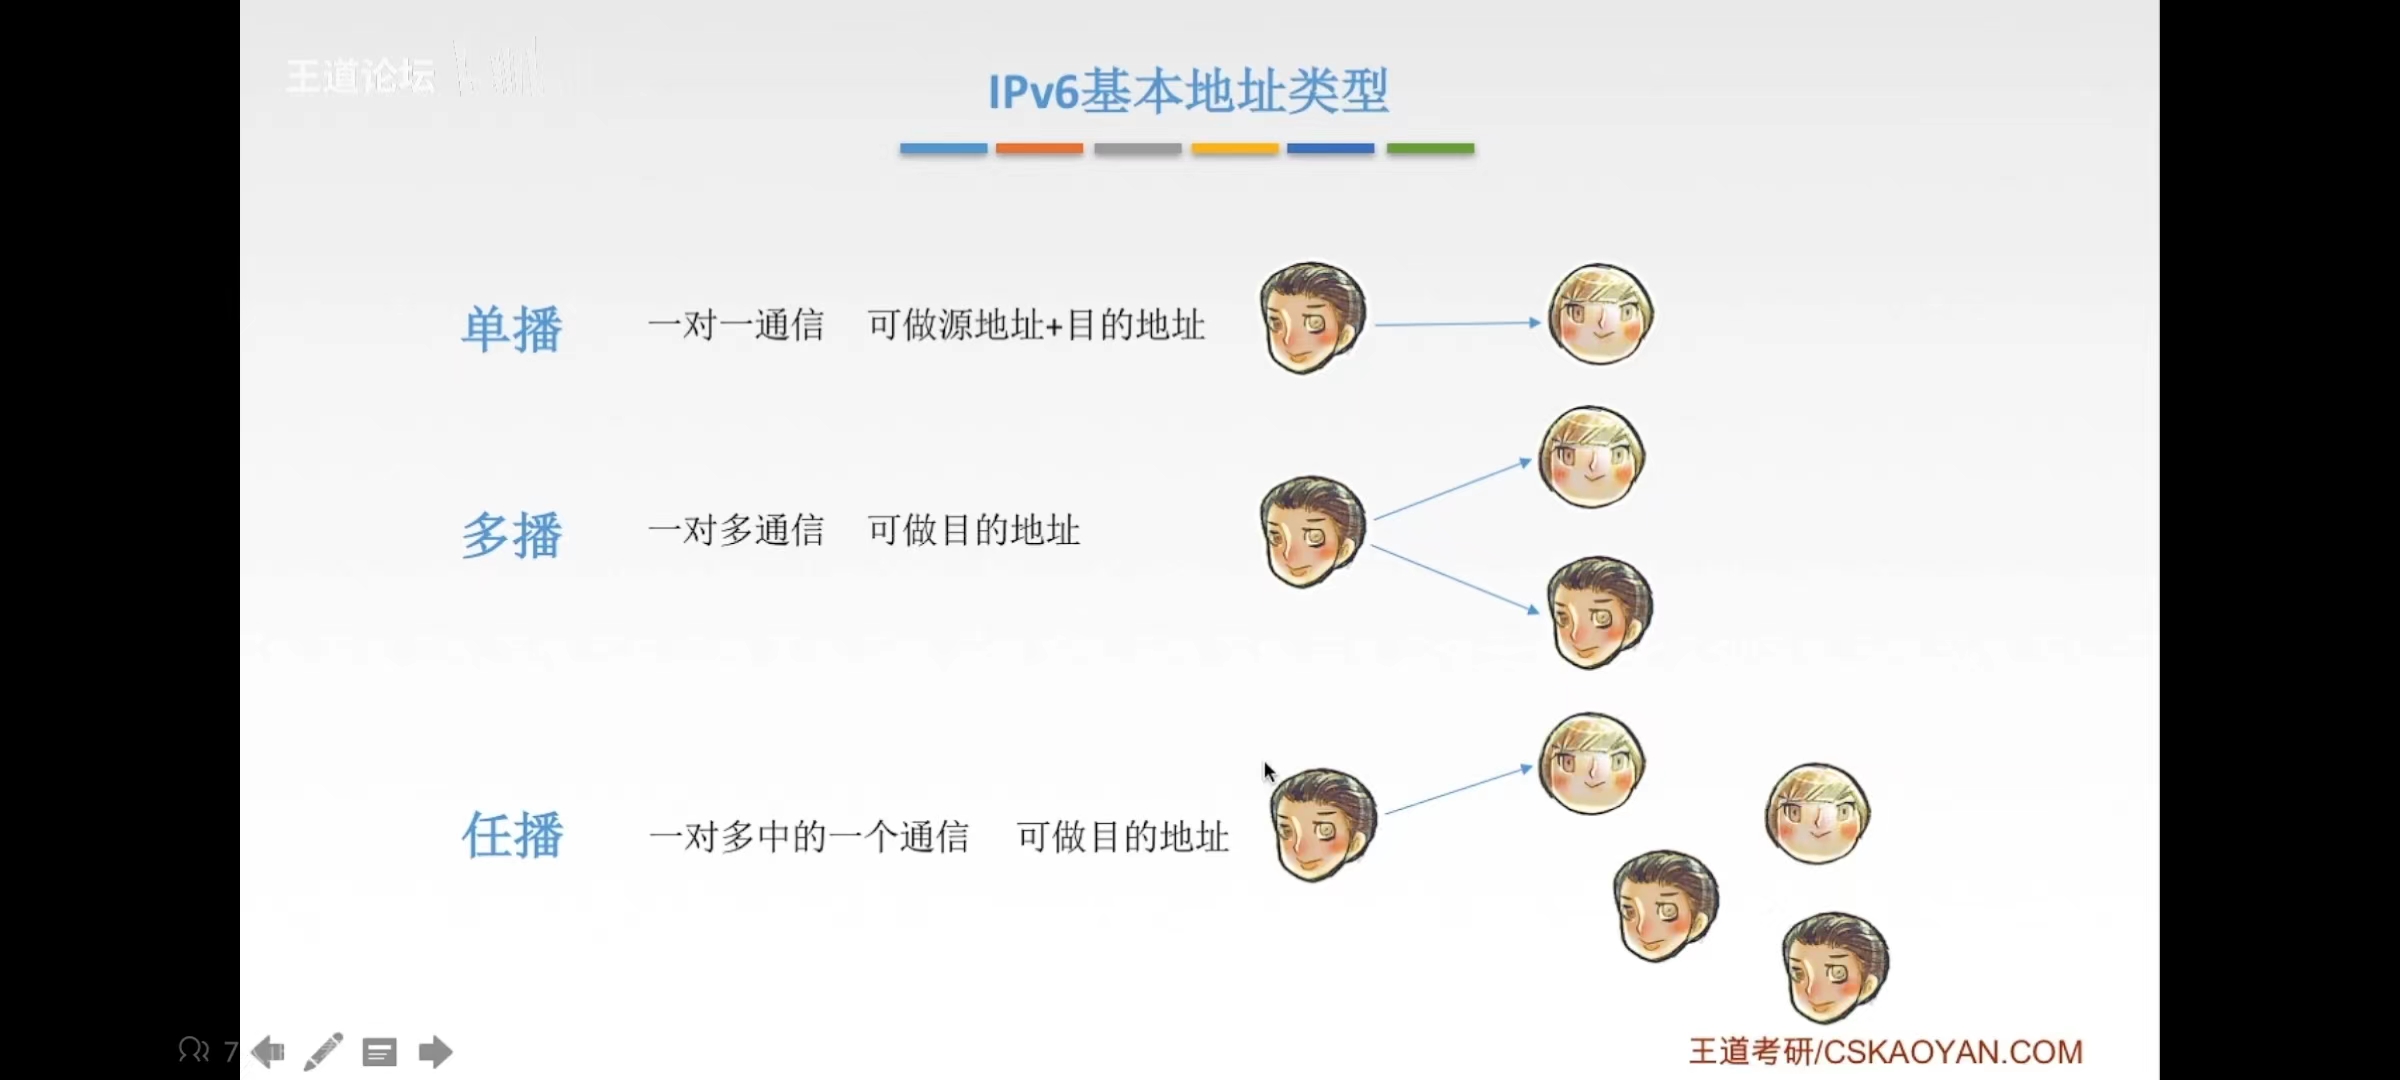 王道论坛
IPv6基本地址类型
单播 一对一通信 可做源地址+目的地址
多播 一对多通信 可做目的地址
任播 一对多中的一个通信 可做目的地址
7
王道考研/CSKAOYAN.COM